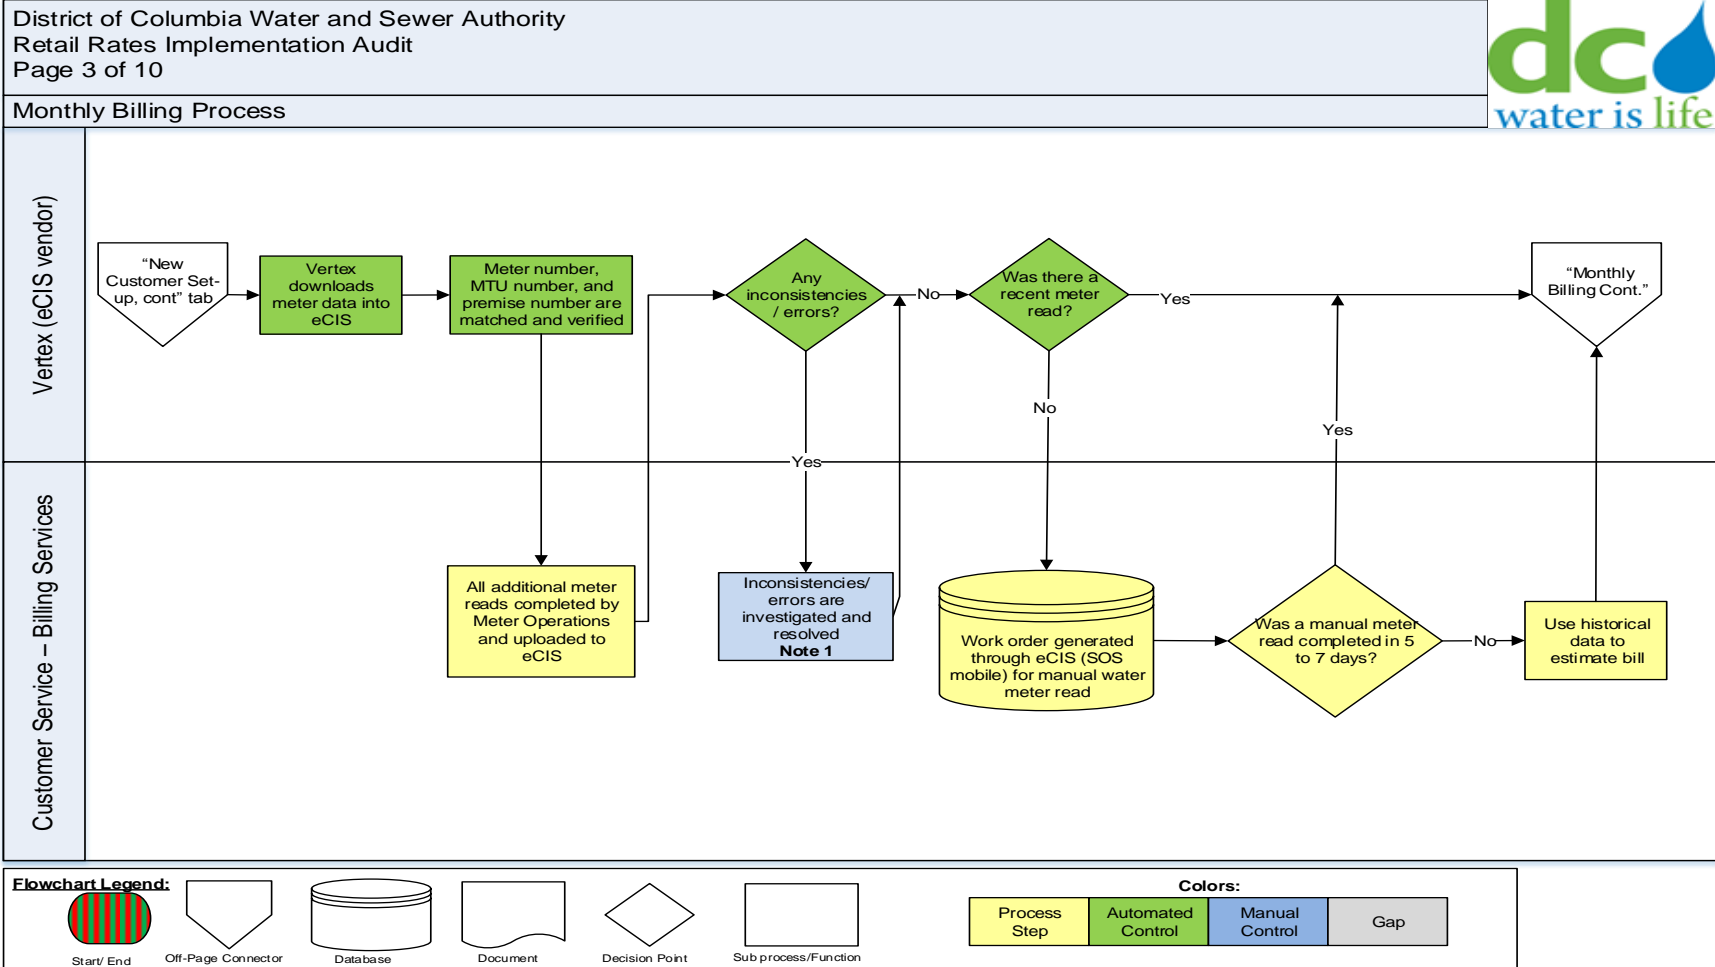 District of Columbia Water and Sewer Authority
Retail Rates Implementation Audit
Page 3 of 10
dc
water is life
Monthly Billing Process
Vertex (eCIS vendor)
“New
Customer Set-
up, cont” tab
Vertex
downloads
meter data into
eCIS
Meter number,
MTU number, and
premise number are
matched and verified
Any
inconsistencies
/ errors?
No
Was there a
recent meter
read?
Yes
“Monthly
Billing Cont.”
No
Yes
Yes
Customer Service – Billing Services
All additional meter
reads completed by
Meter Operations
and uploaded to
eCIS
Inconsistencies/
errors are
investigated and
resolved
Note 1
Work order generated
through eCIS (SOS
mobile) for manual water
meter read
Was a manual meter
read completed in 5
to 7 days?
No
Use historical
data to
estimate bill
Flowchart Legend:
Start/ End
Off-Page Connector
Database
Document
Decision Point
Sub process/Function
Colors:
Process
Step
Automated
Control
Manual
Control
Gap